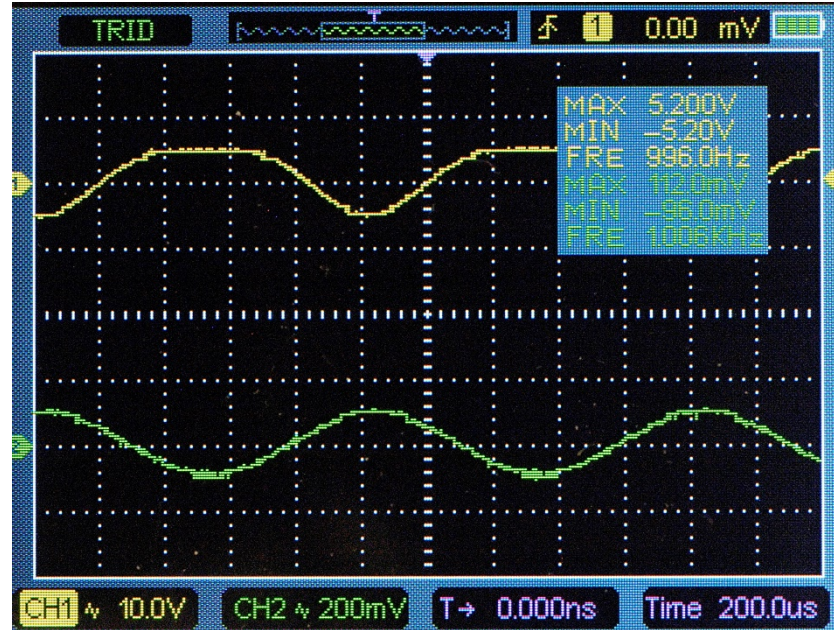 TRID T 1 0.00 mV
MAX 5.200V
MIN -5.20V
FRE 996.0Hz
MAX 112.0mV
MIN -96.0mV
FRE 1.006KHz
1
CH1 10.0V CH2 200mV T→ 0.000ns Time 200.0us